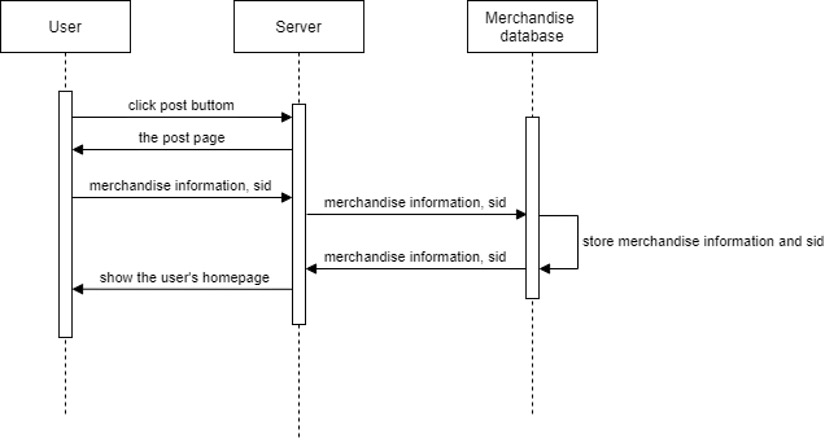 User
Server
Merchandise
database
click post buttom
the post page
merchandise information, sid
merchandise information, sid
store merchandise information and sid
merchandise information, sid
show the user's homepage